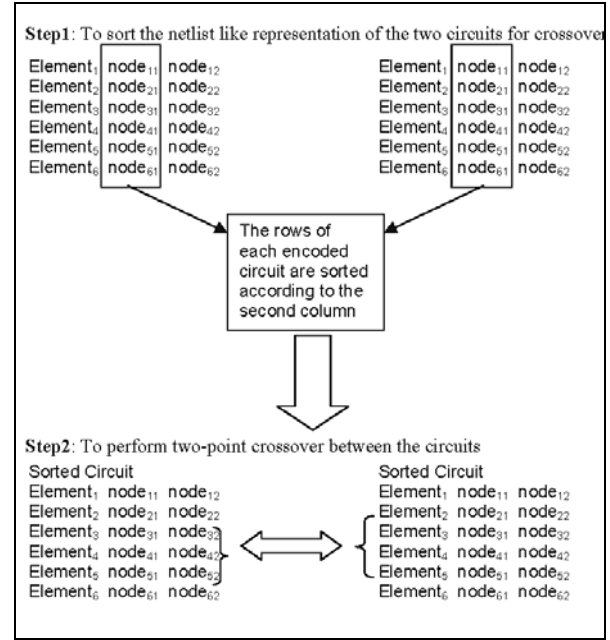 Step1: To sort the netlist like representation of the two circuits for crossover
Element₁ node₁₁ node₁₂
Element₂ node₂₁ node₂₂
Element₃ node₃₁ node₃₂
Element₄ node₄₁ node₄₂
Element₅ node₅₁ node₅₂
Element₆ node₆₁ node₆₂
Element₁ node₁₁ node₁₂
Element₂ node₂₁ node₂₂
Element₃ node₃₁ node₃₂
Element₄ node₄₁ node₄₂
Element₅ node₅₁ node₅₂
Element₆ node₆₁ node₆₂
The rows of
each encoded
circuit are sorted
according to the
second column
Step2: To perform two-point crossover between the circuits
Sorted Circuit
Element₁ node₁₁ node₁₂
Element₂ node₂₁ node₂₂
Element₃ node₃₁ node₃₂
Element₄ node₄₁ node₄₂
Element₅ node₅₁ node₅₂
Element₆ node₆₁ node₆₂
Sorted Circuit
Element₁ node₁₁ node₁₂
Element₂ node₂₁ node₂₂
Element₃ node₃₁ node₃₂
Element₄ node₄₁ node₄₂
Element₅ node₅₁ node₅₂
Element₆ node₆₁ node₆₂